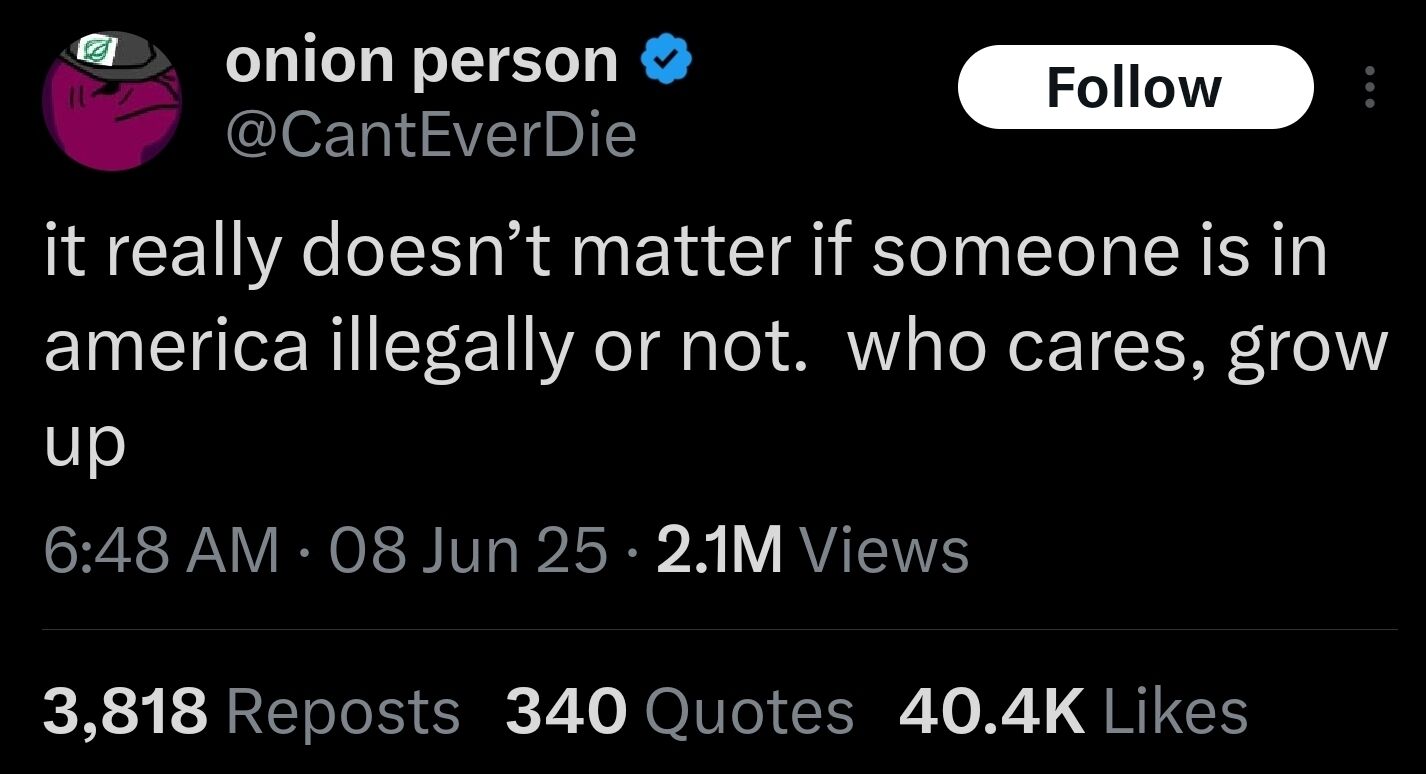 onion person
@CantEverDie
Follow
it really doesn’t matter if someone is in
america illegally or not.  who cares, grow
up
6:48 AM · 08 Jun 25 · 2.1M Views
3,818 Reposts 340 Quotes 40.4K Likes